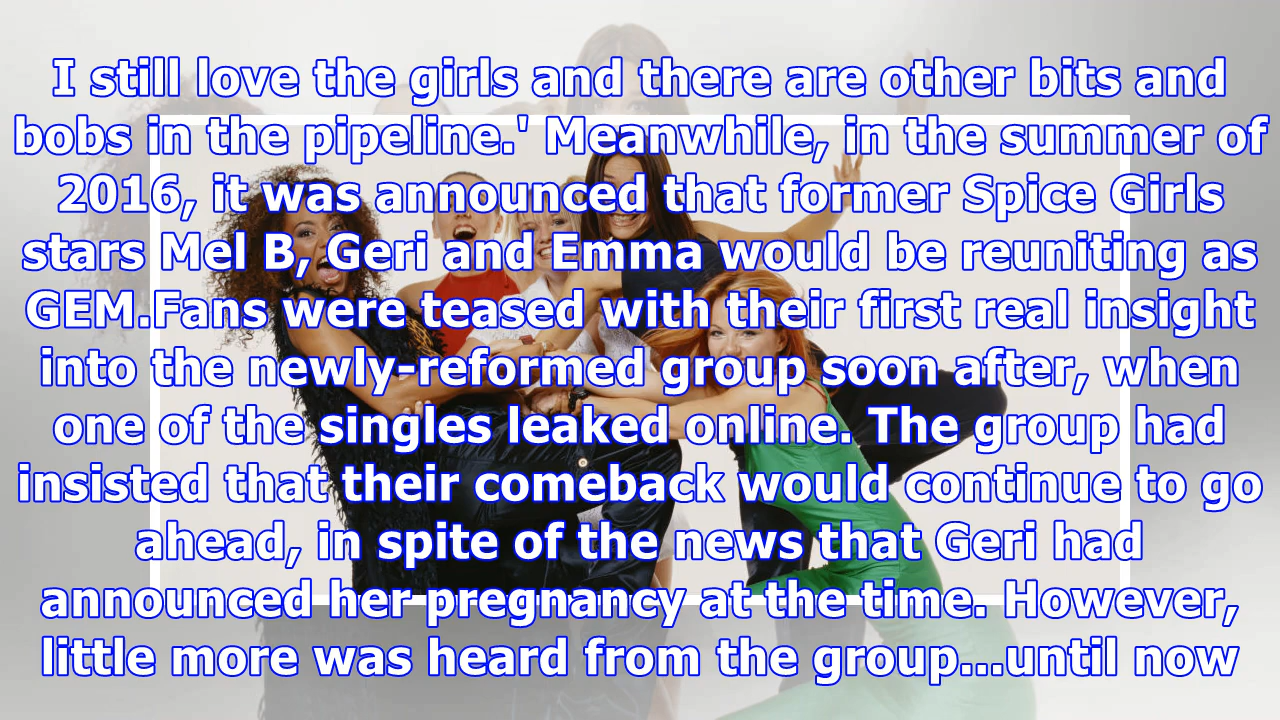 I still love the girls and there are other bits and
bobs in the pipeline.' Meanwhile, in the summer of
2016, it was announced that former Spice Girls
stars Mel B, Geri and Emma would be reuniting as
GEM.Fans were teased with their first real insight
into the newly-reformed group soon after, when
one of the singles leaked online. The group had
insisted that their comeback would continue to go
ahead, in spite of the news that Geri had
announced her pregnancy at the time. However,
little more was heard from the group...until now